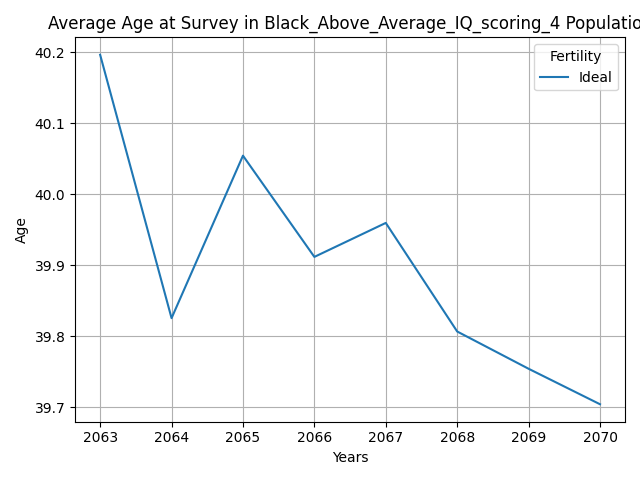 Average Age at Survey in Black_Above_Average_IQ_scoring_4 Populatio
Fertility
Ideal
40.2
40.1
40.0
39.9
39.8
39.7
Age
2063 2064 2065 2066 2067 2068 2069 2070
Years